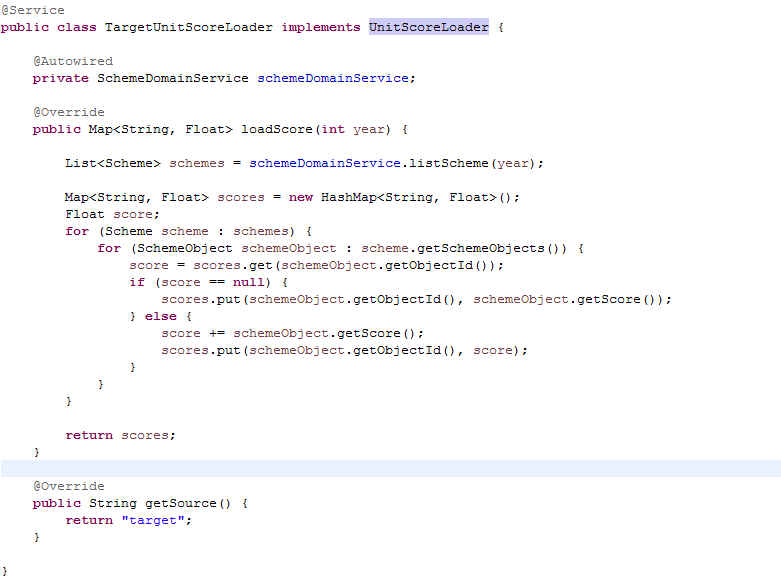 @Service
public class TargetUnitScoreLoader implements UnitScoreLoader {
@Autowired
private SchemeDomainService schemeDomainService;
@Override
public Map<String, Float> loadScore(int year) {
List<Scheme> schemes = schemeDomainService.listScheme(year);
Map<String, Float> scores = new HashMap<String, Float>();
Float score;
for (Scheme scheme : schemes) {
for (SchemeObject schemeObject : scheme.getSchemeObjects()) {
score = scores.get(schemeObject.getObjectId());
if (score == null) {
scores.put(schemeObject.getObjectId(), schemeObject.getScore());
} else {
score += schemeObject.getScore();
scores.put(schemeObject.getObjectId(), score);
}
}
}
return scores;
}
@Override
public String getSource() {
return "target";
}
}